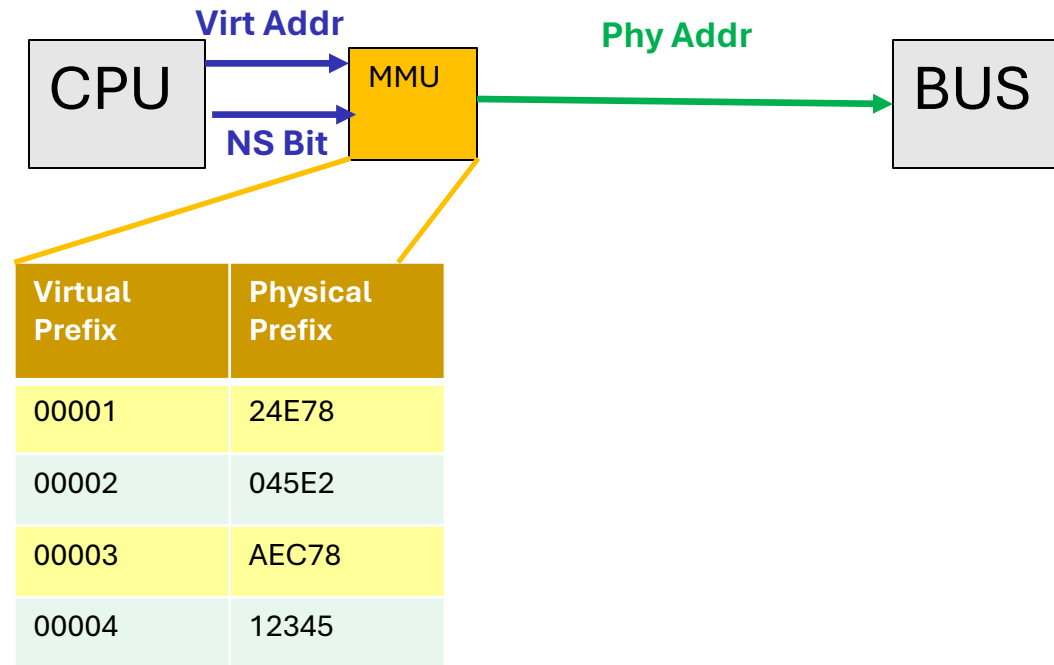 Virt Addr
Phy Addr
CPU
MMU
BUS
NS Bit
Virtual
Prefix
Physical
Prefix
00001 24E78
00002 045E2
00003 AEC78
00004 12345